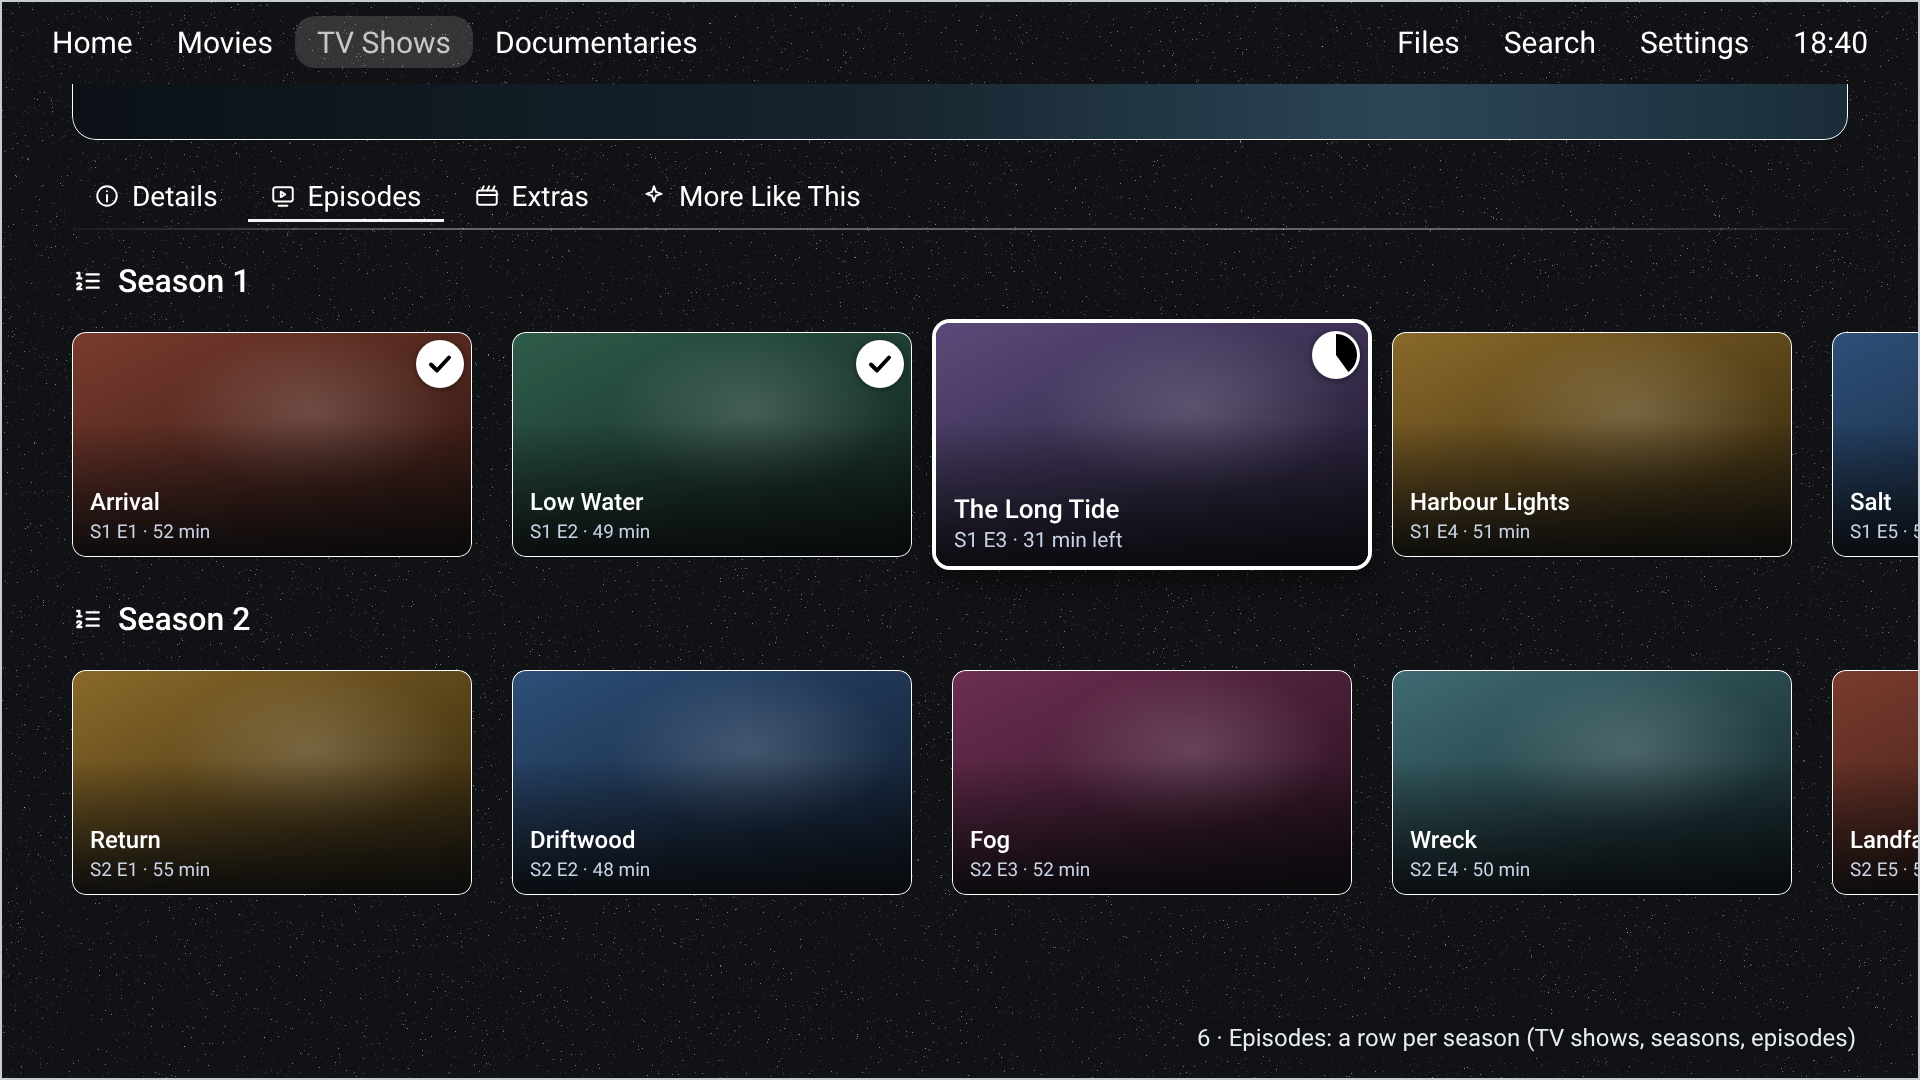 Home Movies TV Shows Documentaries Files Search Settings 18:40
Details Episodes Extras More Like This
Season 1
Arrival
S1 E1 · 52 min
Low Water
S1 E2 · 49 min
The Long Tide
S1 E3 · 31 min left
Harbour Lights
S1 E4 · 51 min
Salt
S1 E5 ·
Season 2
Return
S2 E1 · 55 min
Driftwood
S2 E2 · 48 min
Fog
S2 E3 · 52 min
Wreck
S2 E4 · 50 min
S2 E5 ·
6 · Episodes: a row per season (TV shows, seasons, episodes)